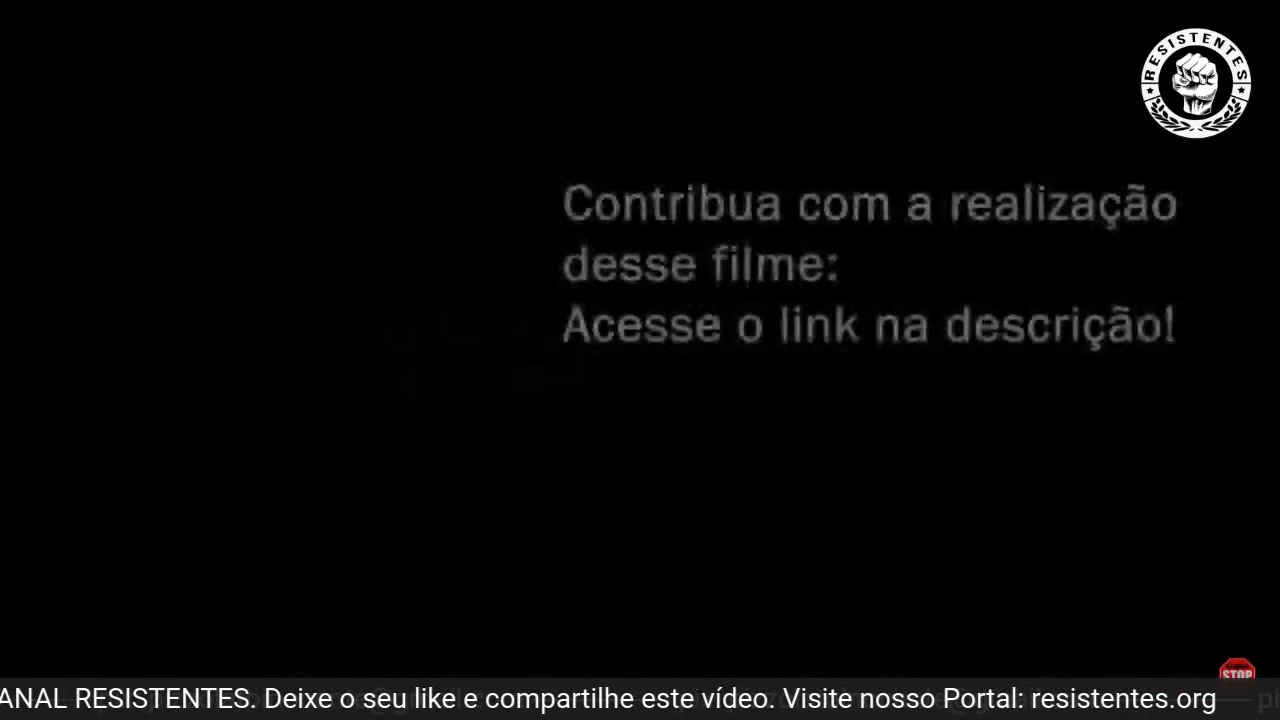 RESISTENTES
Contribua com a realização
desse filme:
Acesse o link na descrição!
STOP
ANAL RESISTENTES. Deixe o seu like e compartilhe este vídeo. Visite nosso Portal: resistentes.org